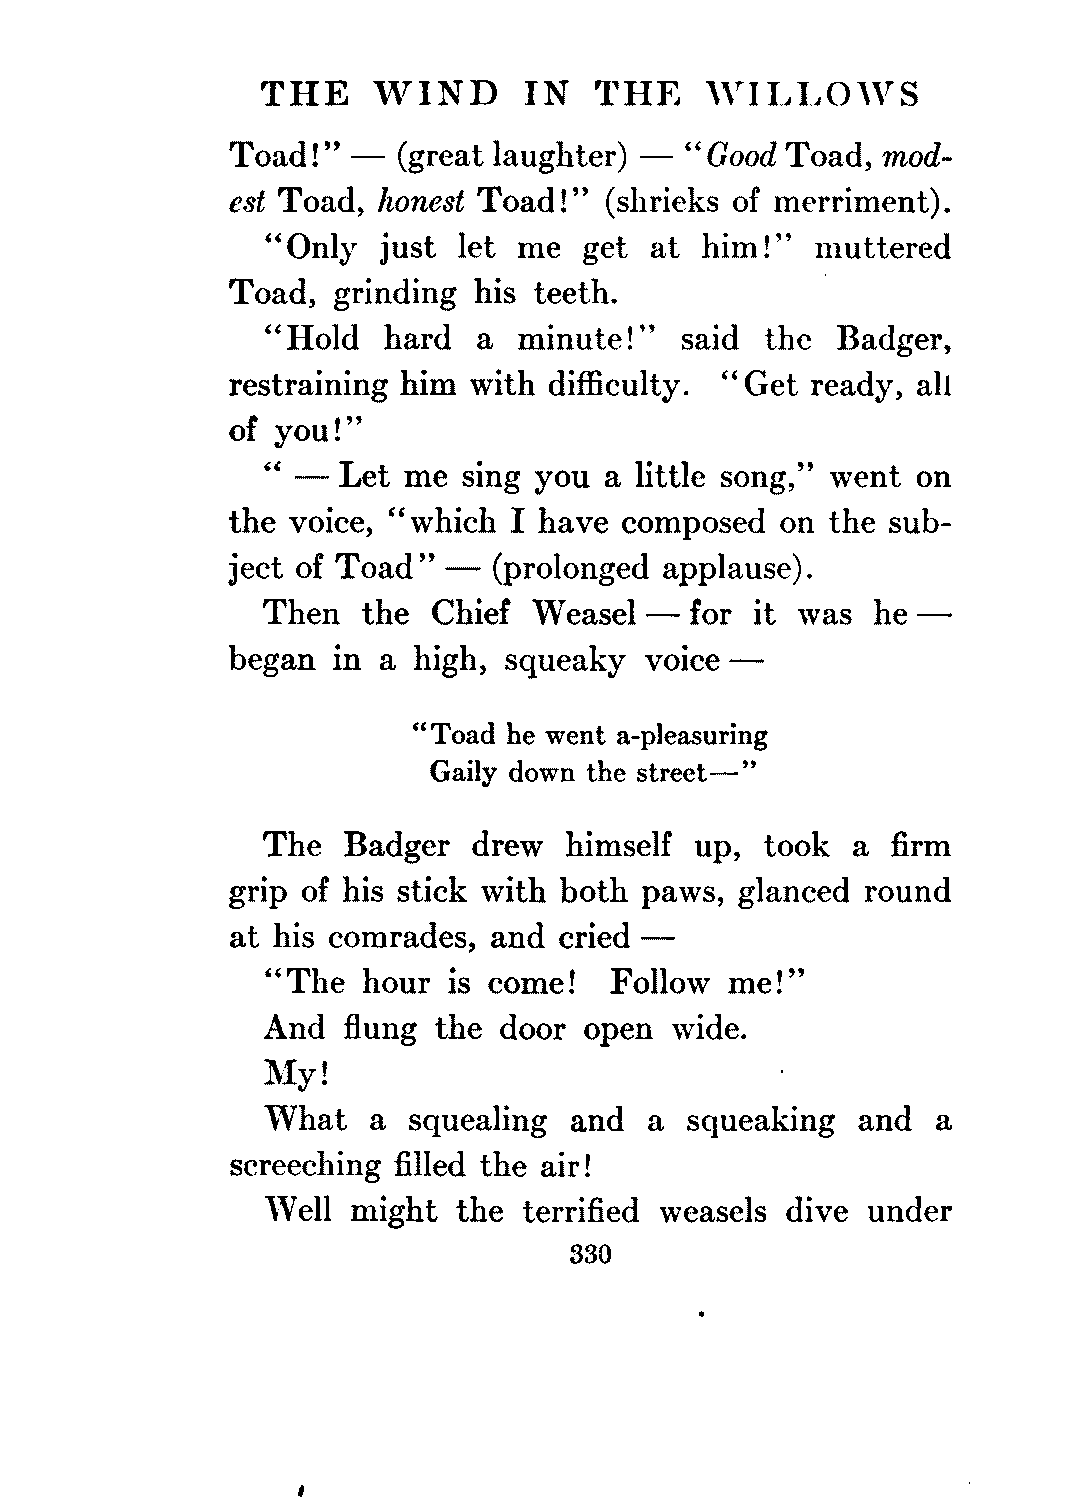 THE WIND IN THE WILLOWS
Toad!" — (great laughter) — "Good Toad, mod-
est Toad, honest Toad!" (shrieks of merriment).
"Only just let me get at him!" muttered
Toad, grinding his teeth.
"Hold hard a minute!" said the Badger,
restraining him with difficulty. "Get ready, all
of you!"
" — Let me sing you a little song," went on
the voice, "which I have composed on the sub-
ject of Toad" — (prolonged applause).
Then the Chief Weasel — for it was he —
began in a high, squeaky voice —
"Toad he went a-pleasuring
Gaily down the street—"
The Badger drew himself up, took a firm
grip of his stick with both paws, glanced round
at his comrades, and cried —
"The hour is come! Follow me!"
And flung the door open wide.
My!
What a squealing and a squeaking and a
screeching filled the air!
Well might the terrified weasels dive under
330